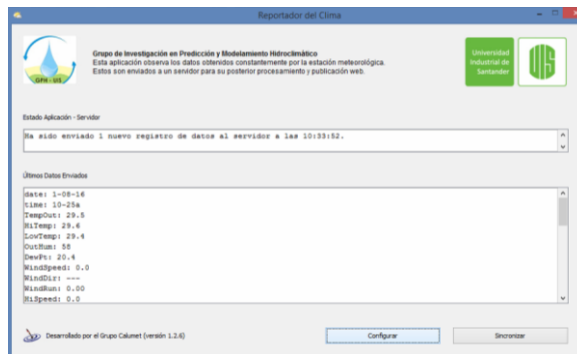 Reportador del Clima
GPH - UIS
Grupo de Investigación en Predicción y Modelamiento Hidroclimático
Esta aplicación observa los datos obtenidos constantemente por la estación meteorológica.
Estos son enviados a un servidor para su posterior procesamiento y publicación web.
Universidad
Industrial de
Santander
UIS
Estado Aplicación - Servidor
Ha sido enviado 1 nuevo registro de datos al servidor a las 10:33:52.
Últimos Datos Enviados
date: 1-08-16
time: 10-25a
TempOut: 29.5
HiTemp: 29.6
LowTemp: 29.4
OutHum: 58
DewPt: 20.4
WindSpeed: 0.0
WindDir: ---
WindRun: 0.00
HiSpeed: 0.0
Desarrollado por el Grupo Calumet (versión 1.2.6)
Configurar
Sincronizar